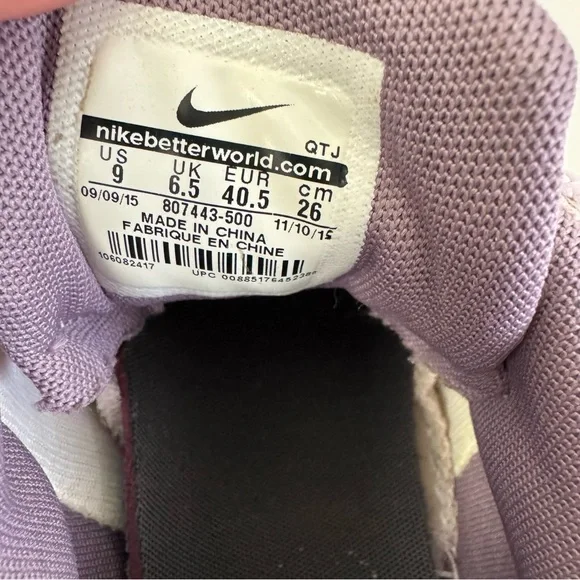 QTJ
nikebetterworld.com
US UK EUR cm
9 6.5 40.5 26
09/09/15 807443-500 11/10/15
MADE IN CHINA
FABRIQUE EN CHINE
106082417 UPC